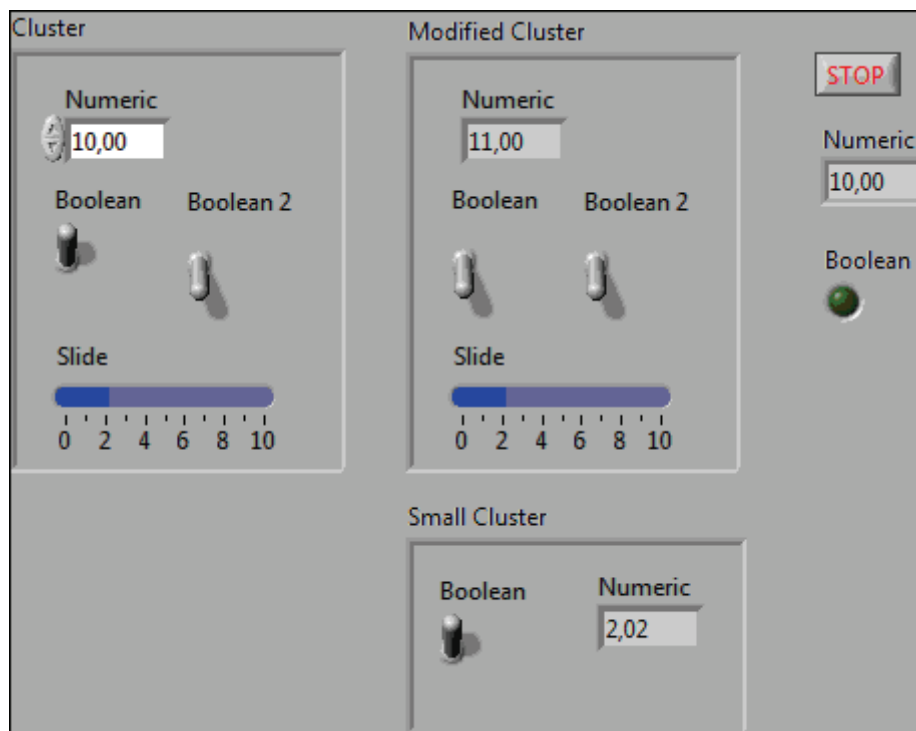 Cluster
Numeric
10,00
Boolean Boolean 2
Slide
0 2 4 6 8 10
Modified Cluster
Numeric
11,00
Boolean Boolean 2
Slide
0 2 4 6 8 10
Small Cluster
Boolean Numeric
2,02
STOP
Numeric
10,00
Boolean